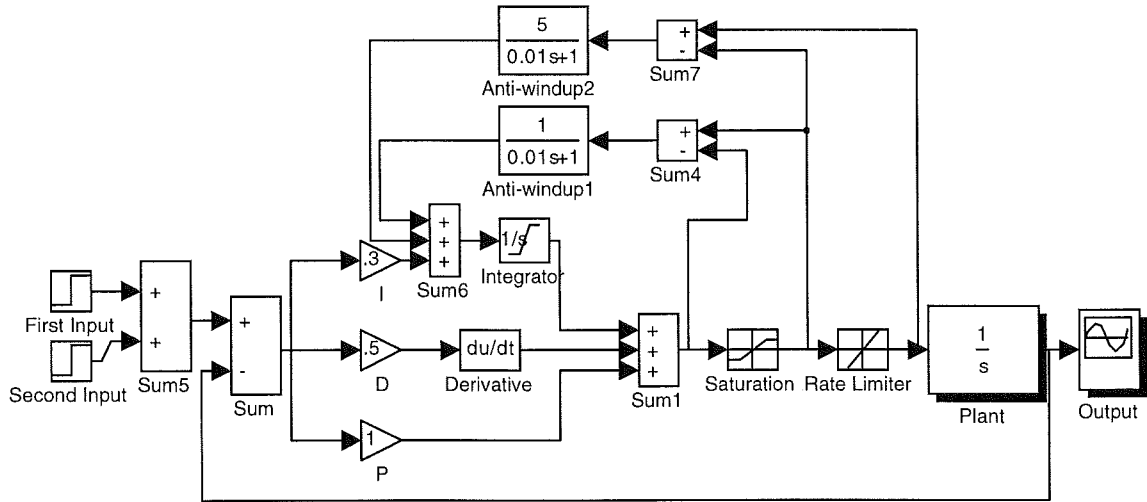 5
0.01s+1
Anti-windup2
+
-
Sum7
1
0.01s+1
Anti-windup1
+
-
Sum4
+
+
+
Sum6
1/s
Integrator
.3
I
First Input
Second Input
+
+
Sum5
+
-
Sum
.5
D
du/dt
Derivative
1
P
+
+
+
Sum1
Saturation
Rate Limiter
1
s
Plant
Output